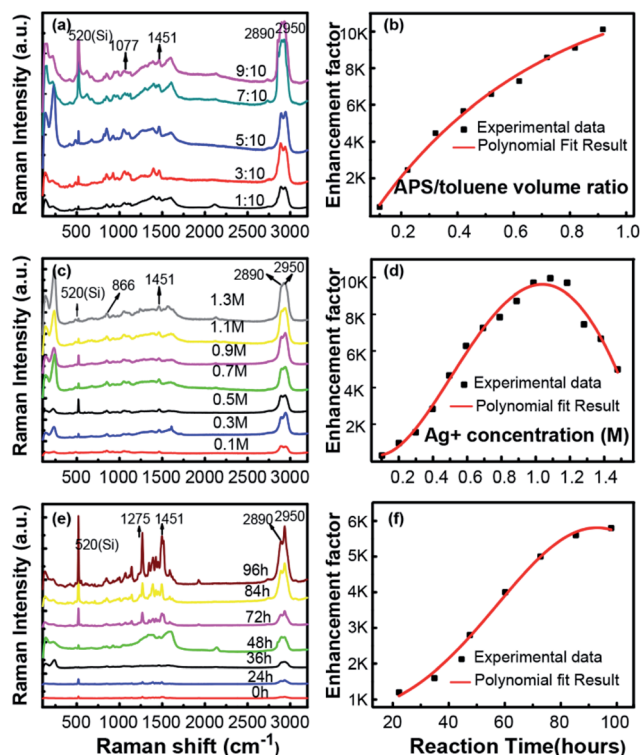 (a)
520(Si)
1077
1451
2890
2950
9:10
7:10
5:10
3:10
1:10
Raman Intensity (a.u.)
500 1000 1500 2000 2500 3000
(b)
10K
8K
6K
4K
2K
Enhancement factor
Experimental data
Polynomial Fit Result
APS/toluene volume ratio
0.2 0.4 0.6 0.8 1.0
(c)
520(Si)
866
1451
2890
2950
1.3M
1.1M
0.9M
0.7M
0.5M
0.3M
0.1M
Raman Intensity (a.u.)
500 1000 1500 2000 2500 3000
(d)
10K
8K
6K
4K
2K
Enhancement factor
Experimental data
Polynomial fit Result
Ag+ concentration (M)
0.2 0.4 0.6 0.8 1.0 1.2 1.4
(e)
520(Si)
1275
1451
2890
2950
96h
84h
72h
48h
36h
24h
0h
Raman Intensity (a.u.)
500 1000 1500 2000 2500 3000
Raman shift (cm⁻¹)
(f)
6K
5K
4K
3K
2K
1K
Enhancement factor
Experimental data
Polynomial fit Result
20 30 40 50 60 70 80 90 100
Reaction Time(hours)